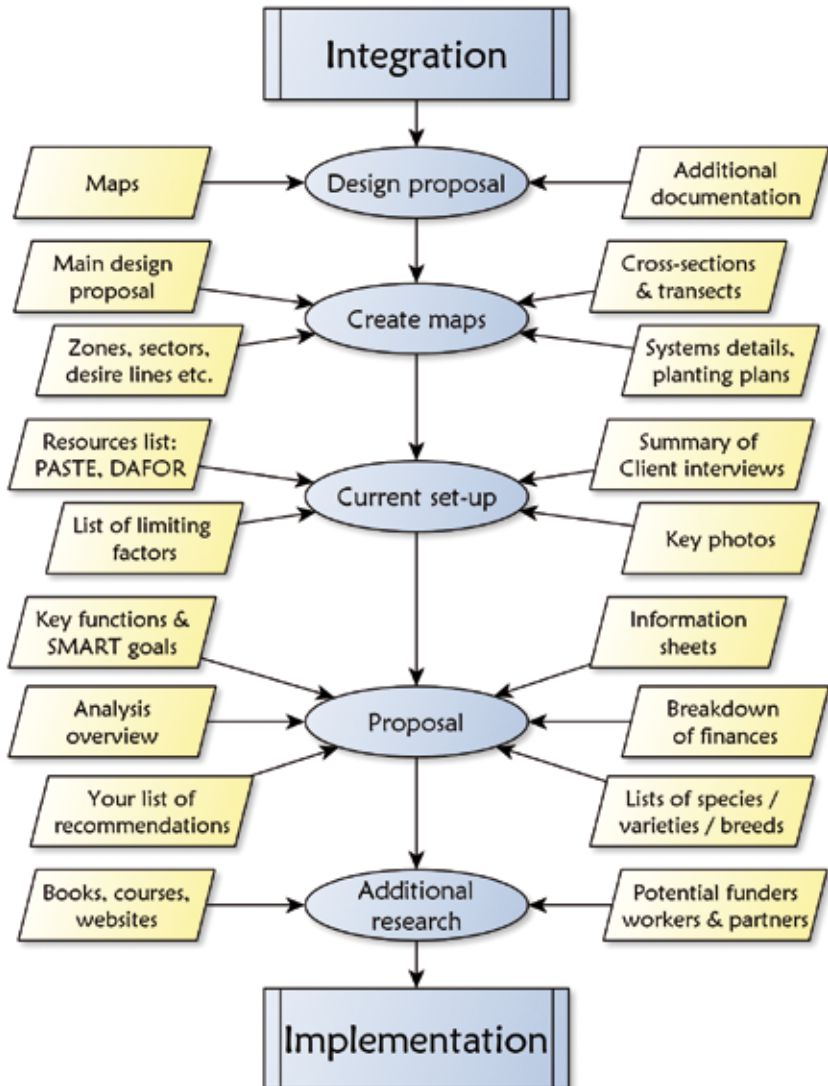 Integration
Maps
Design proposal
Additional
documentation
Main design
proposal
Cross-sections
& transects
Create maps
Zones, sectors,
desire lines etc.
Systems details,
planting plans
Resources list:
PASTE, DAFOR
Summary of
Client interviews
Current set-up
List of limiting
factors
Key photos
Key functions &
SMART goals
Information
sheets
Analysis
overview
Proposal
Breakdown
of finances
Your list of
recommendations
Lists of species /
varieties / breeds
Books, courses,
websites
Additional
research
Potential funders
workers & partners
Implementation